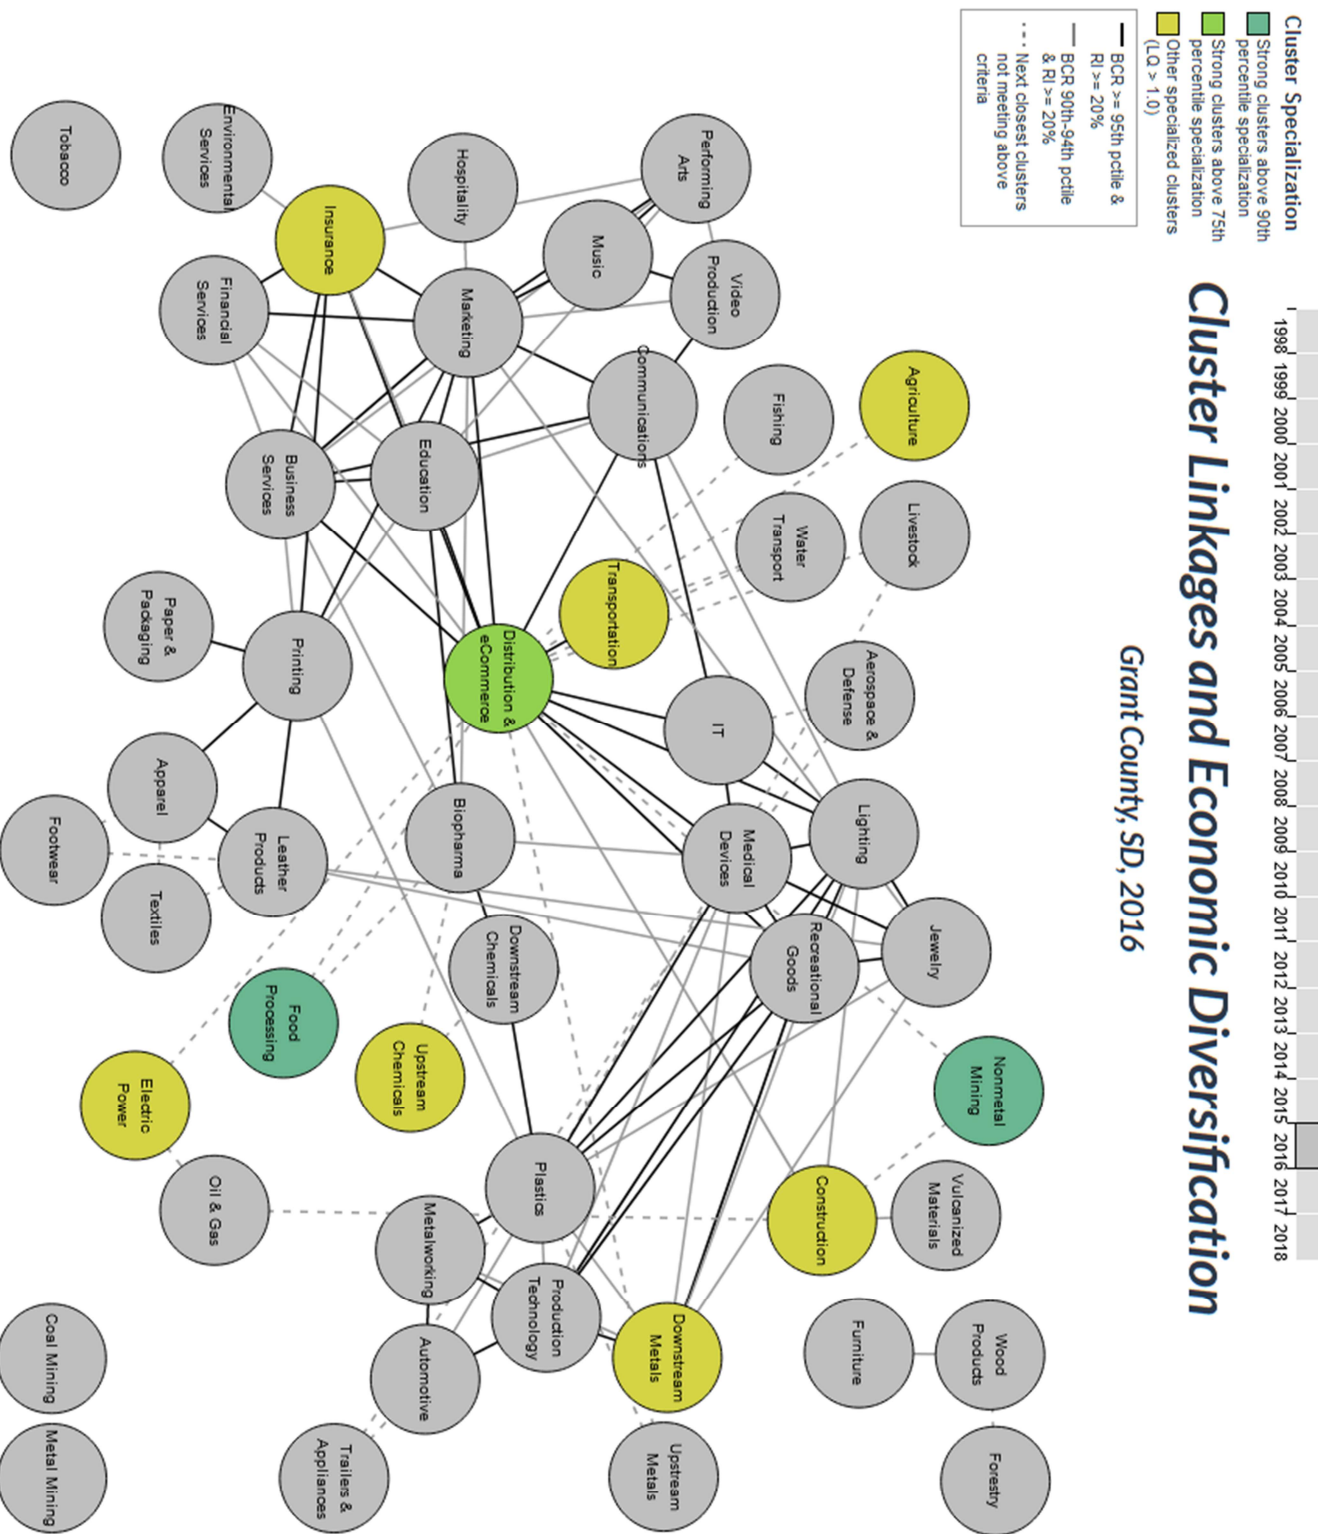 1998 1999 2000 2001 2002 2003 2004 2005 2006 2007 2008 2009 2010 2011 2012 2013 2014 2015 2016 2017 2018
Cluster Linkages and Economic Diversification
Grant County, SD, 2016
Cluster Specialization
Strong clusters above 90th
percentile specialization
Strong clusters above 75th
percentile specialization
Other specialized clusters
(LQ > 1.0)
BCR >= 95th pctile &
RI >= 20%
BCR 90th-94th pctile
& RI >= 20%
Next closest clusters
not meeting above
criteria
Forestry
Wood
Products
Nonmetal
Mining
Vulcanized
Materials
Jewelry
Livestock
Agriculture
Lighting
Aerospace &
Defense
Furniture
Construction
Recreational
Goods
Water
Transport
Fishing
Video
Production
Performing
Arts
Medical
Devices
IT
Upstream
Metals
Downstream
Metals
Communications
Transportation
Music
Production
Technology
Plastics
Downstream
Chemicals
Distribution &
eCommerce
Marketing
Hospitality
Biopharma
Education
Automotive
Metalworking
Upstream
Chemicals
Trailers &
Appliances
Insurance
Printing
Business
Services
Food
Processing
Leather
Products
Financial
Services
Environmental
Services
Oil & Gas
Apparel
Paper &
Packaging
Textiles
Electric
Power
Tobacco
Footwear
Coal Mining
Metal Mining